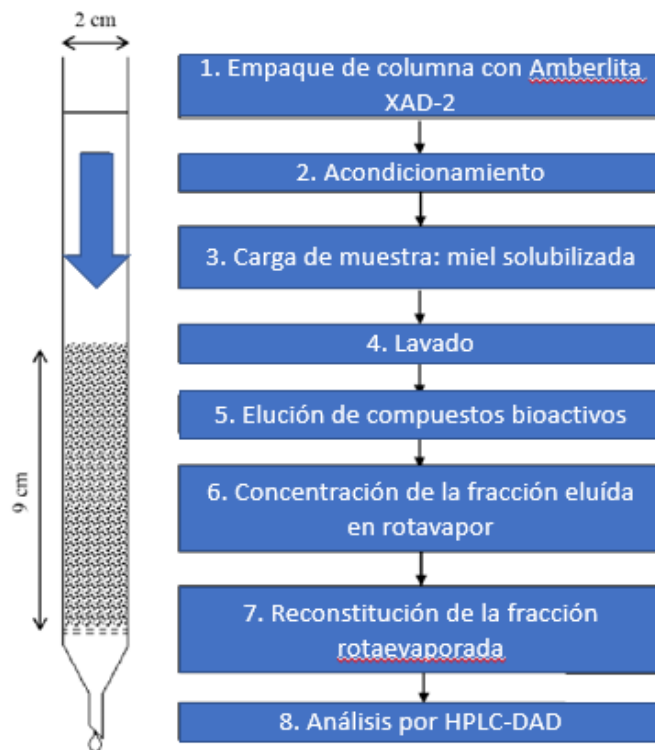 2 cm
9 cm
1. Empaque de columna con Amberlita
XAD-2
2. Acondicionamiento
3. Carga de muestra: miel solubilizada
4. Lavado
5. Elución de compuestos bioactivos
6. Concentración de la fracción eluída
en rotavapor
7. Reconstitución de la fracción
rotaevaporada
8. Análisis por HPLC-DAD